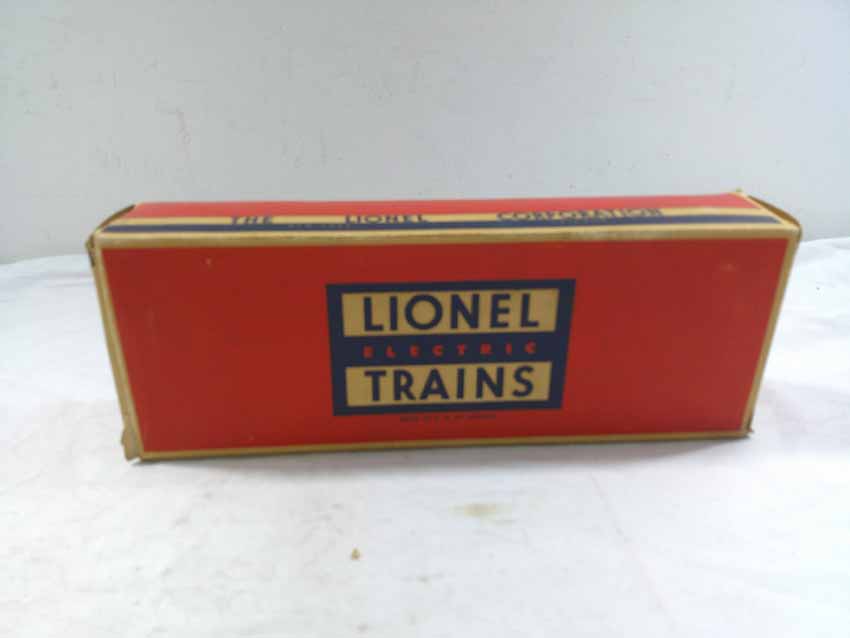 THE LIONEL CORPORATION
LIONEL
ELECTRIC
TRAINS